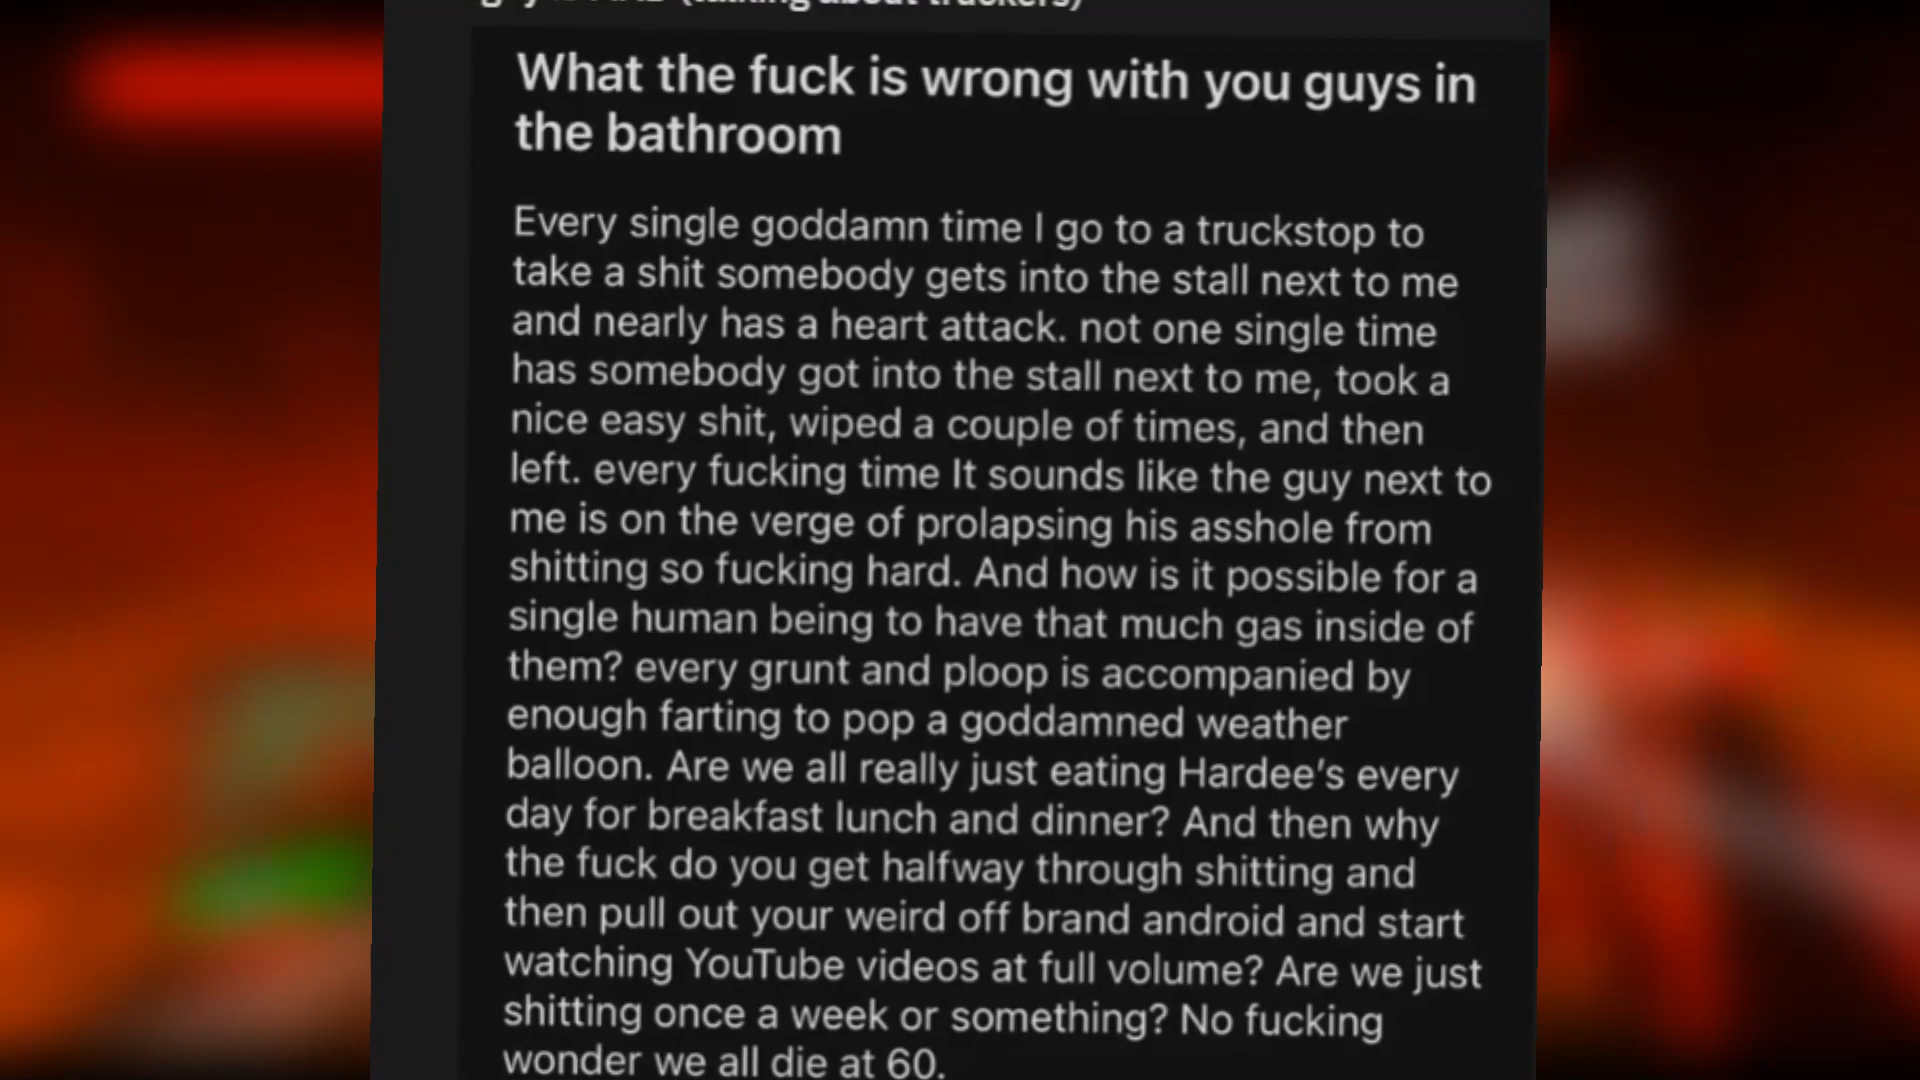 (talking about truckers)
What the fuck is wrong with you guys in
the bathroom
Every single goddamn time I go to a truckstop to
take a shit somebody gets into the stall next to me
and nearly has a heart attack. not one single time
has somebody got into the stall next to me, took a
nice easy shit, wiped a couple of times, and then
left. every fucking time It sounds like the guy next to
me is on the verge of prolapsing his asshole from
shitting so fucking hard. And how is it possible for a
single human being to have that much gas inside of
them? every grunt and ploop is accompanied by
enough farting to pop a goddamned weather
balloon. Are we all really just eating Hardee's every
day for breakfast lunch and dinner? And then why
the fuck do you get halfway through shitting and
then pull out your weird off brand android and start
watching YouTube videos at full volume? Are we just
shitting once a week or something? No fucking
wonder we all die at 60.